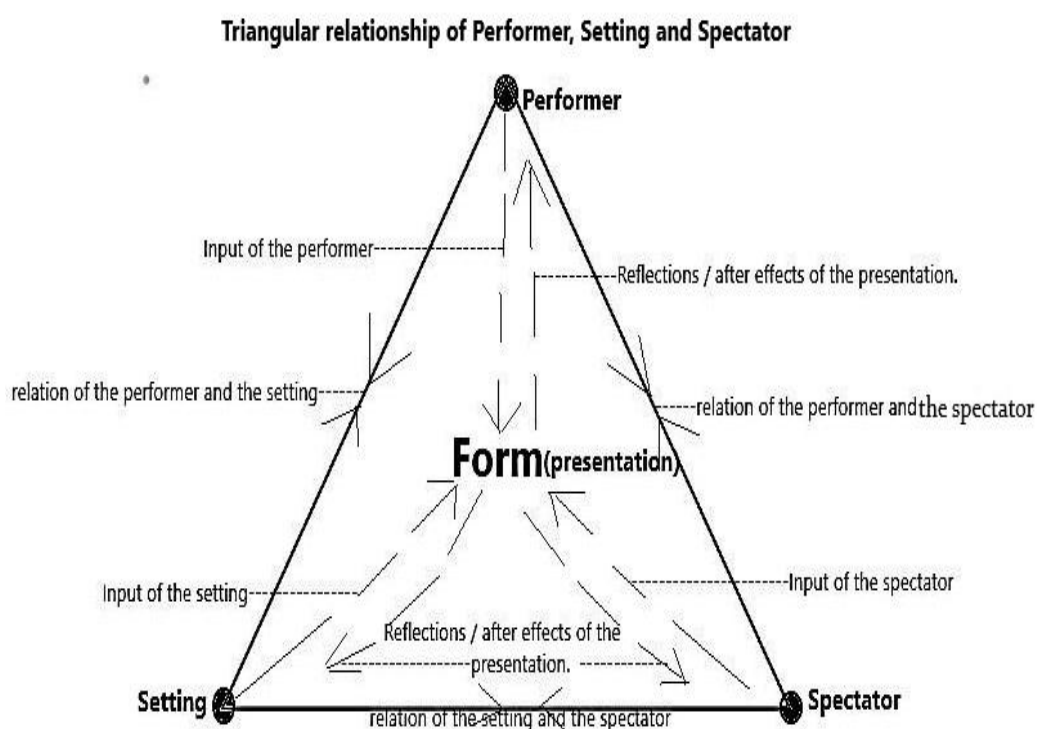 Triangular relationship of Performer, Setting and Spectator
Performer
Input of the performer
Reflections / after effects of the presentation.
relation of the performer and the setting
relation of the performer and the spectator
Form(presentation)
Input of the setting
Input of the spectator
Reflections / after effects of the
presentation.
Setting
Spectator
relation of the setting and the spectator